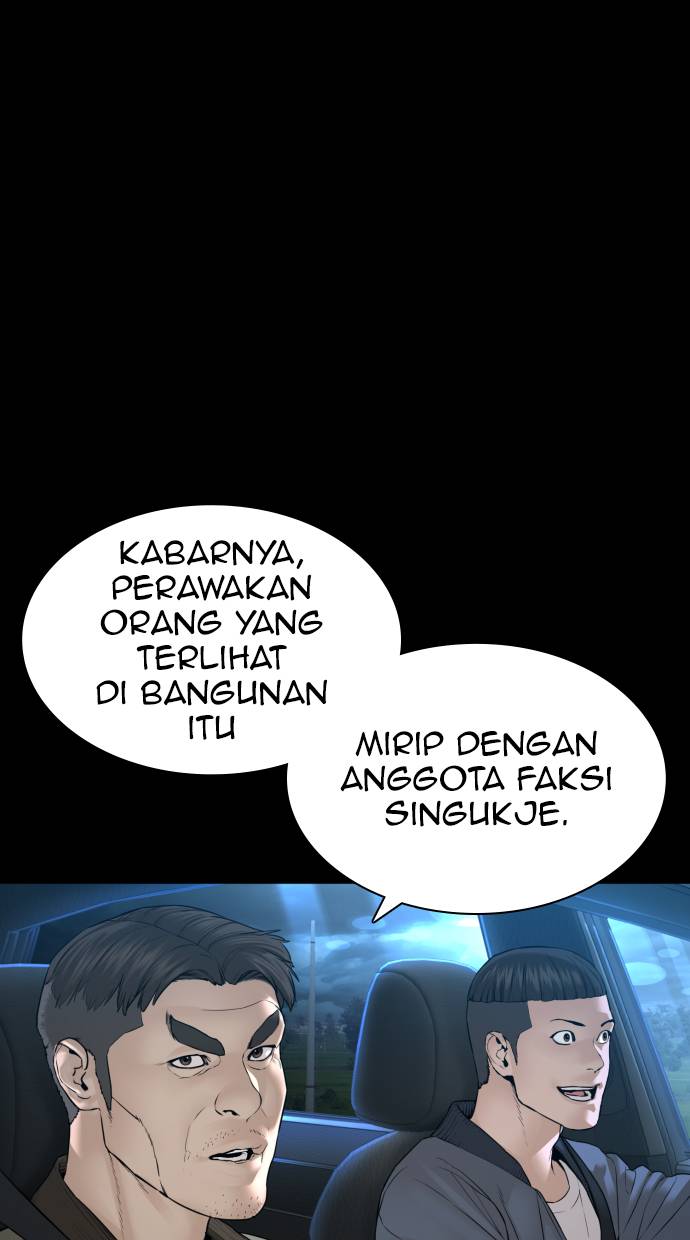 KABARNYA,
PERAWAKAN
ORANG YANG
TERLIHAT
DI BANGUNAN
ITU
MIRIP DENGAN
ANGGOTA FAKSI
SINGUKJE.